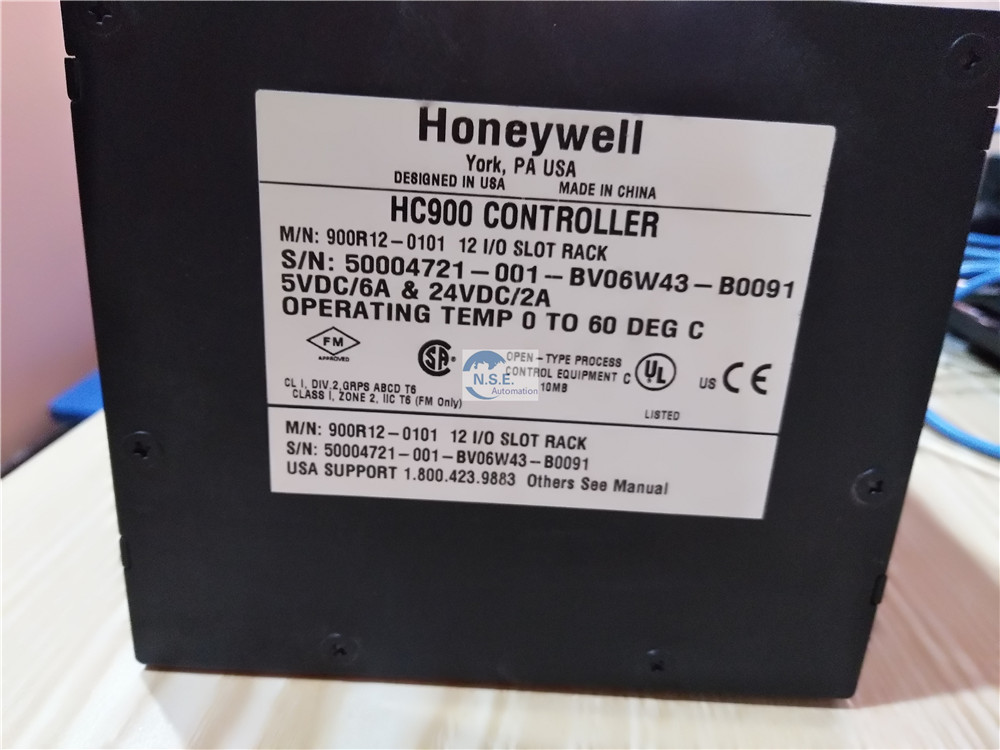 Honeywell
York, PA USA
DESIGNED IN USA MADE IN CHINA
HC900 CONTROLLER
M/N: 900R12-0101 12 I/O SLOT RACK
S/N: 50004721-001-BV06W43-B0091
5VDC/6A & 24VDC/2A
OPERATING TEMP 0 TO 60 DEG C
FM
APPROVED
CL I, DIV.2, GRPS ABCD T6
CLASS I, ZONE 2, IIC T6 (FM Only)
SA
N.S.E.
Automation
OPEN-TYPE PROCESS
CONTROL EQUIPMENT
10MB
C UL US
LISTED
CE
M/N: 900R12-0101 12 I/O SLOT RACK
S/N: 50004721-001-BV06W43-B0091
USA SUPPORT 1.800.423.9883 Others See Manual